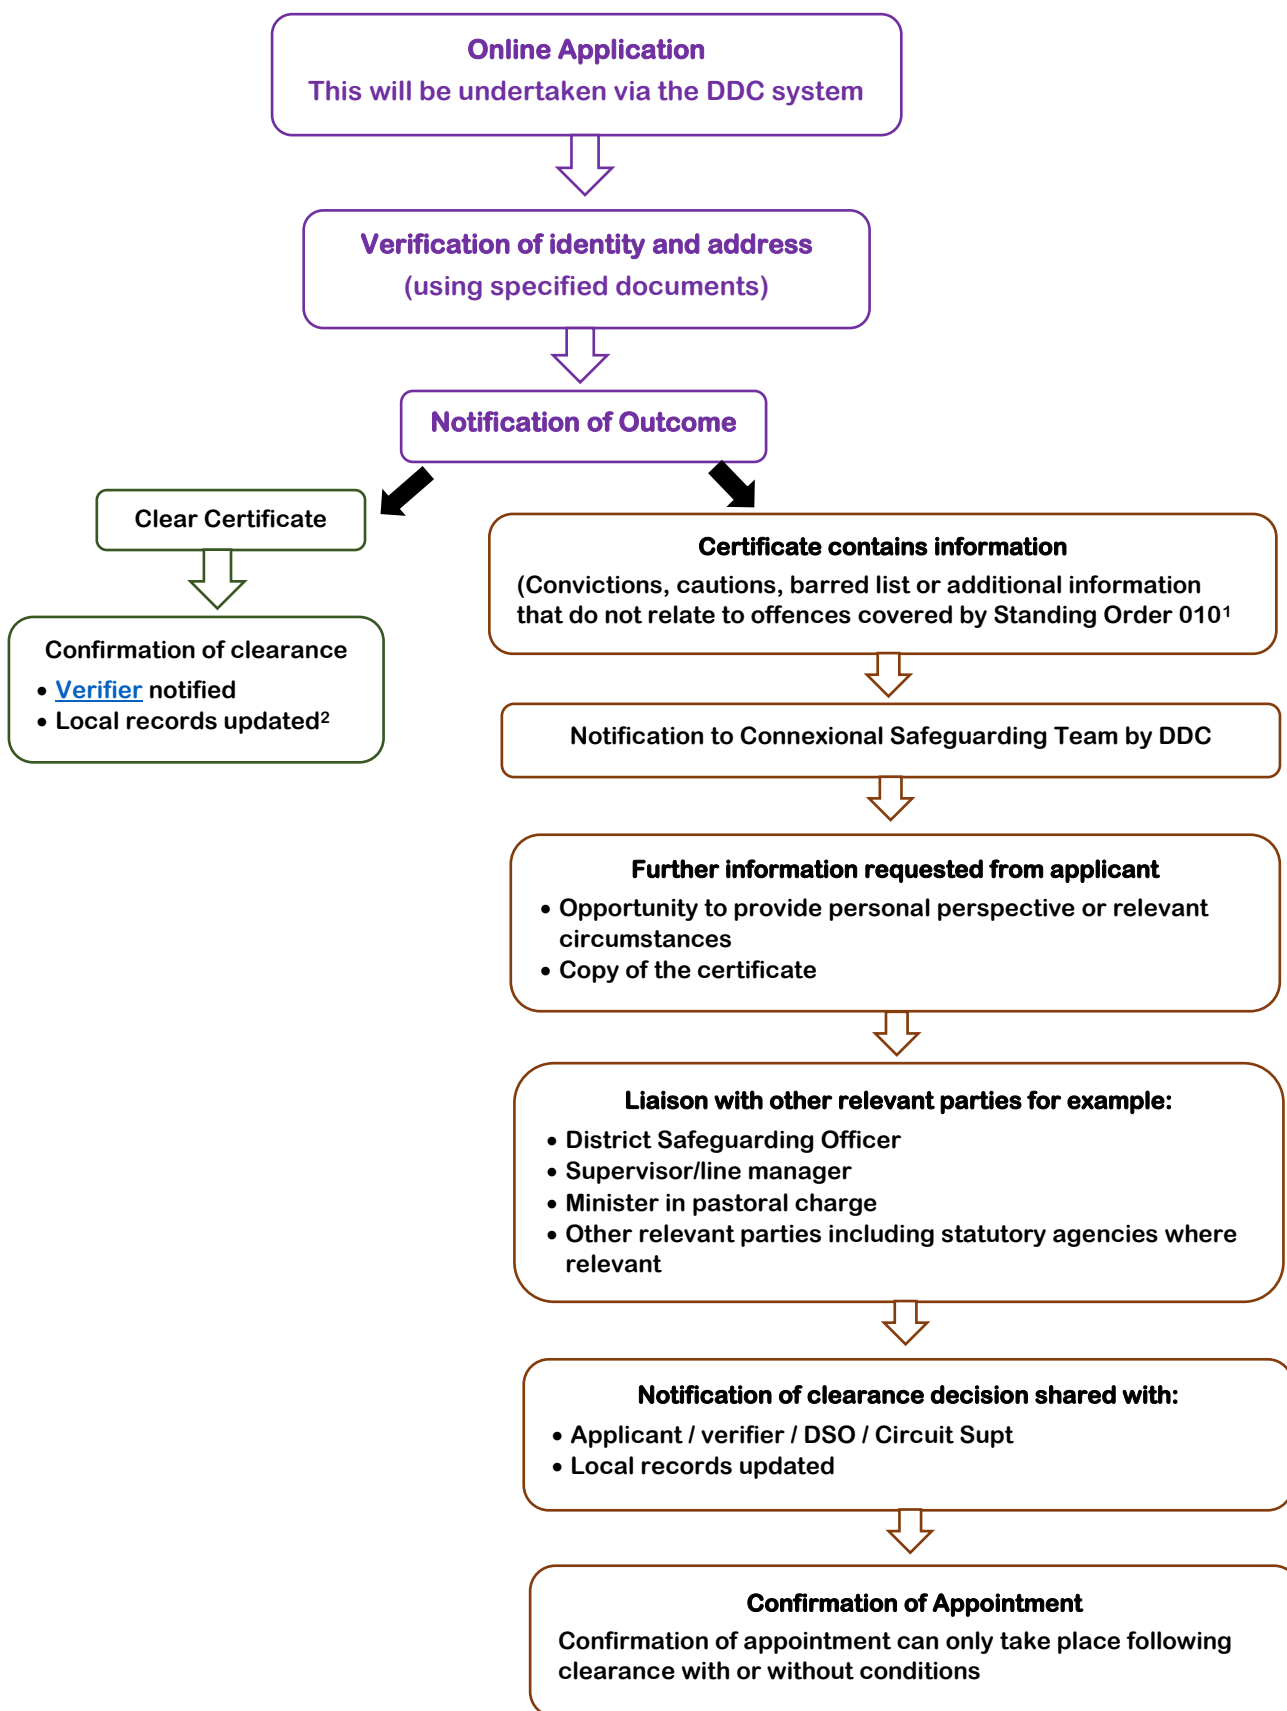 Online Application
This will be undertaken via the DDC system
Verification of identity and address
(using specified documents)
Notification of Outcome
Clear Certificate
Confirmation of clearance
• Verifier notified
• Local records updated²
Certificate contains information
(Convictions, cautions, barred list or additional information
that do not relate to offences covered by Standing Order 010¹
Notification to Connexional Safeguarding Team by DDC
Further information requested from applicant
• Opportunity to provide personal perspective or relevant
circumstances
• Copy of the certificate
Liaison with other relevant parties for example:
• District Safeguarding Officer
• Supervisor/line manager
• Minister in pastoral charge
• Other relevant parties including statutory agencies where
relevant
Notification of clearance decision shared with:
• Applicant / verifier / DSO / Circuit Supt
• Local records updated
Confirmation of Appointment
Confirmation of appointment can only take place following
clearance with or without conditions